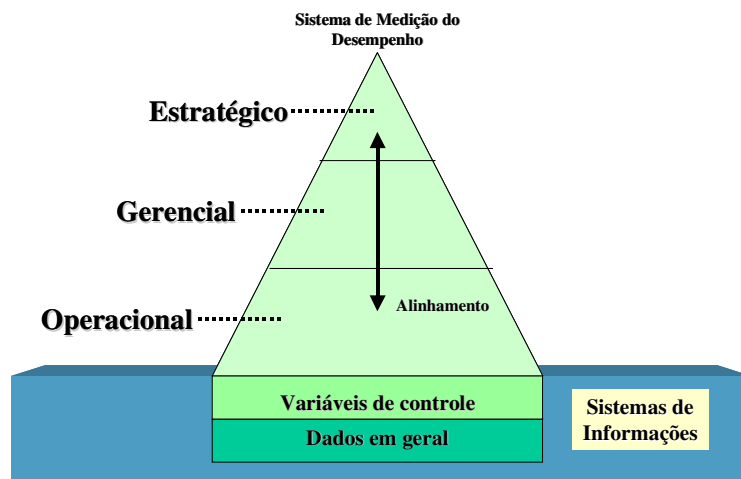 Sistema de Medição do
Desempenho
Estratégico
Gerencial
Alinhamento
Operacional
Variáveis de controle
Dados em geral
Sistemas de
Informações